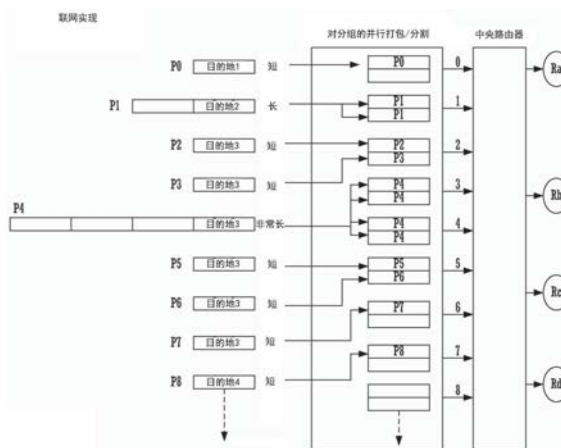 联网实现
对分组的并行打包/分割
中央路由器
P0 目的地1 短 P0 0 Ra
P1 目的地2 长 P1 1
P1
P2 目的地3 短 P2 2
P3 目的地3 短 P3 Rb
P4 P4 3
P4
目的地3 非常长 P4 4
P4
P5 目的地3 短 P5 5
P6 目的地3 短 P6 Rc
P7 目的地3 短 P7 6
P8 目的地4 短 P8 7 Rd
8